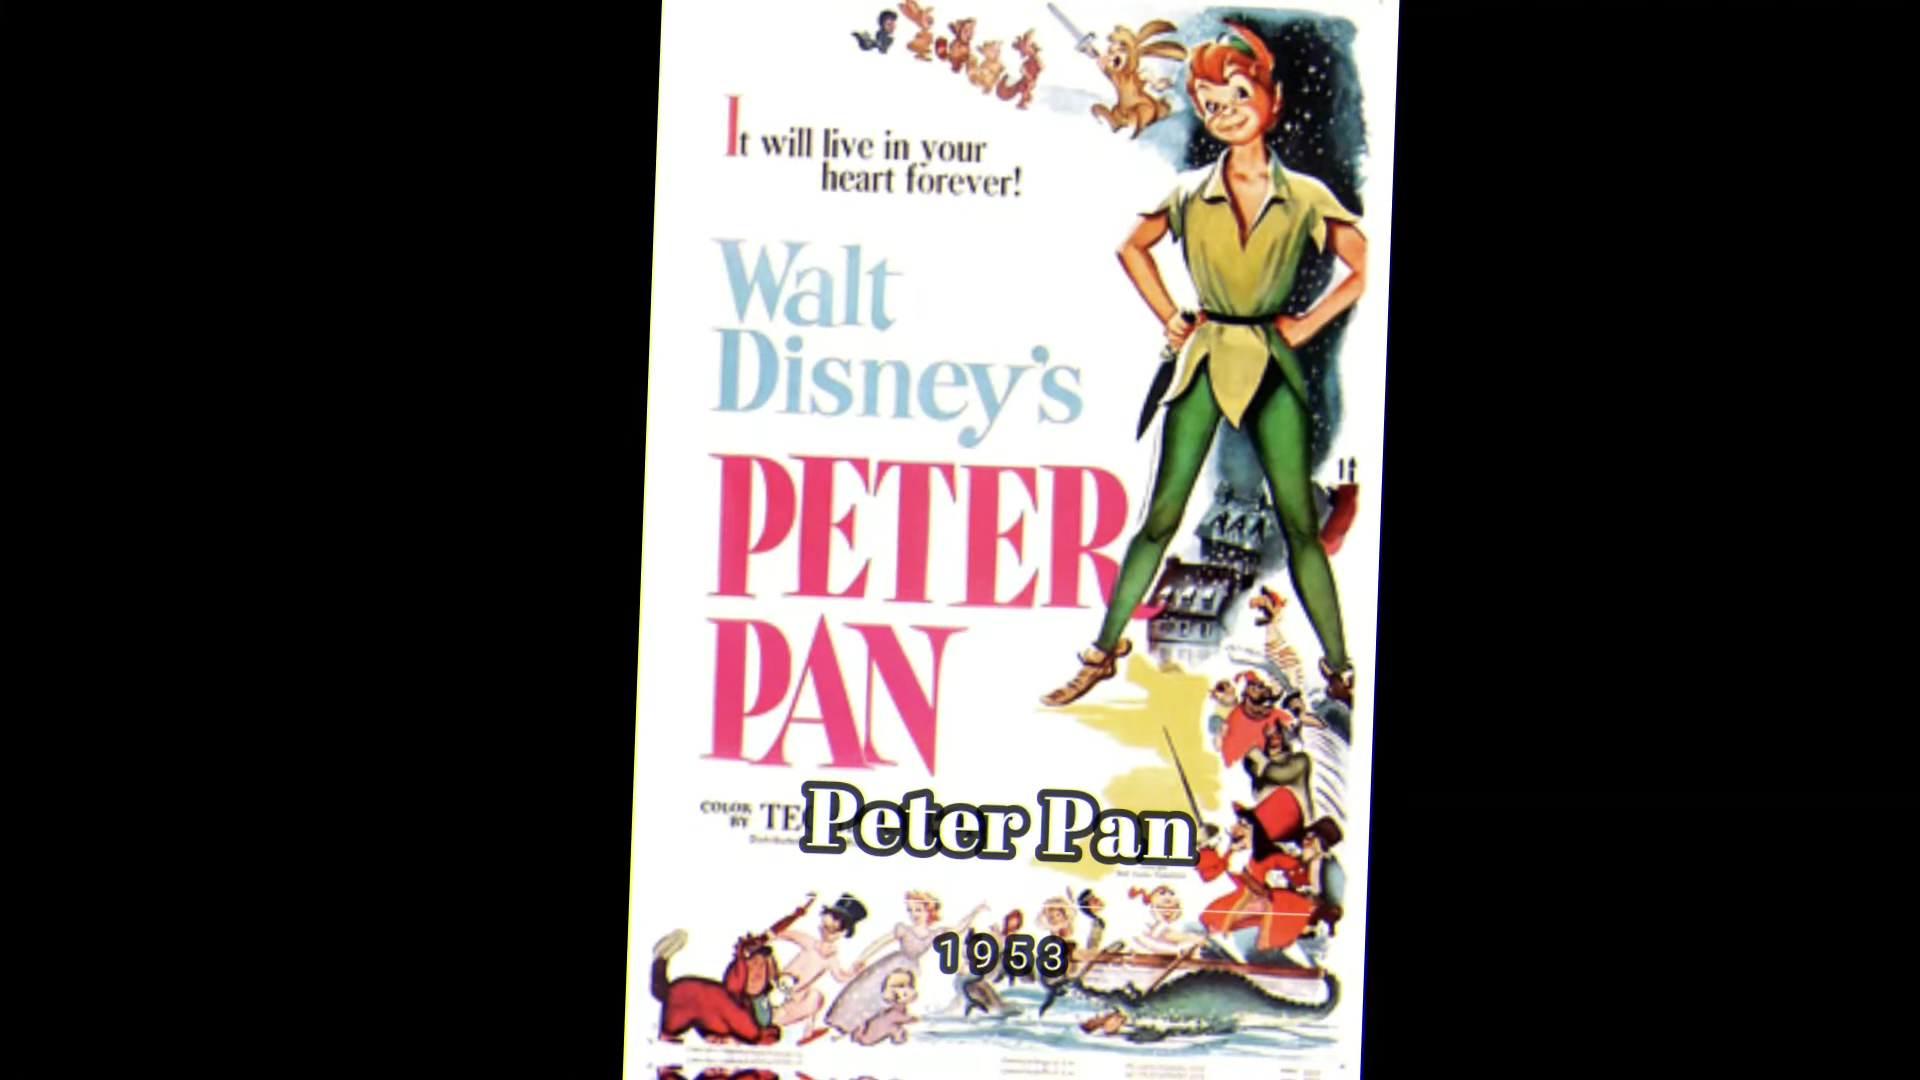 It will live in your
heart forever!
Walt
Disney's
PETER
PAN
COLOR
BY
Peter Pan
1953